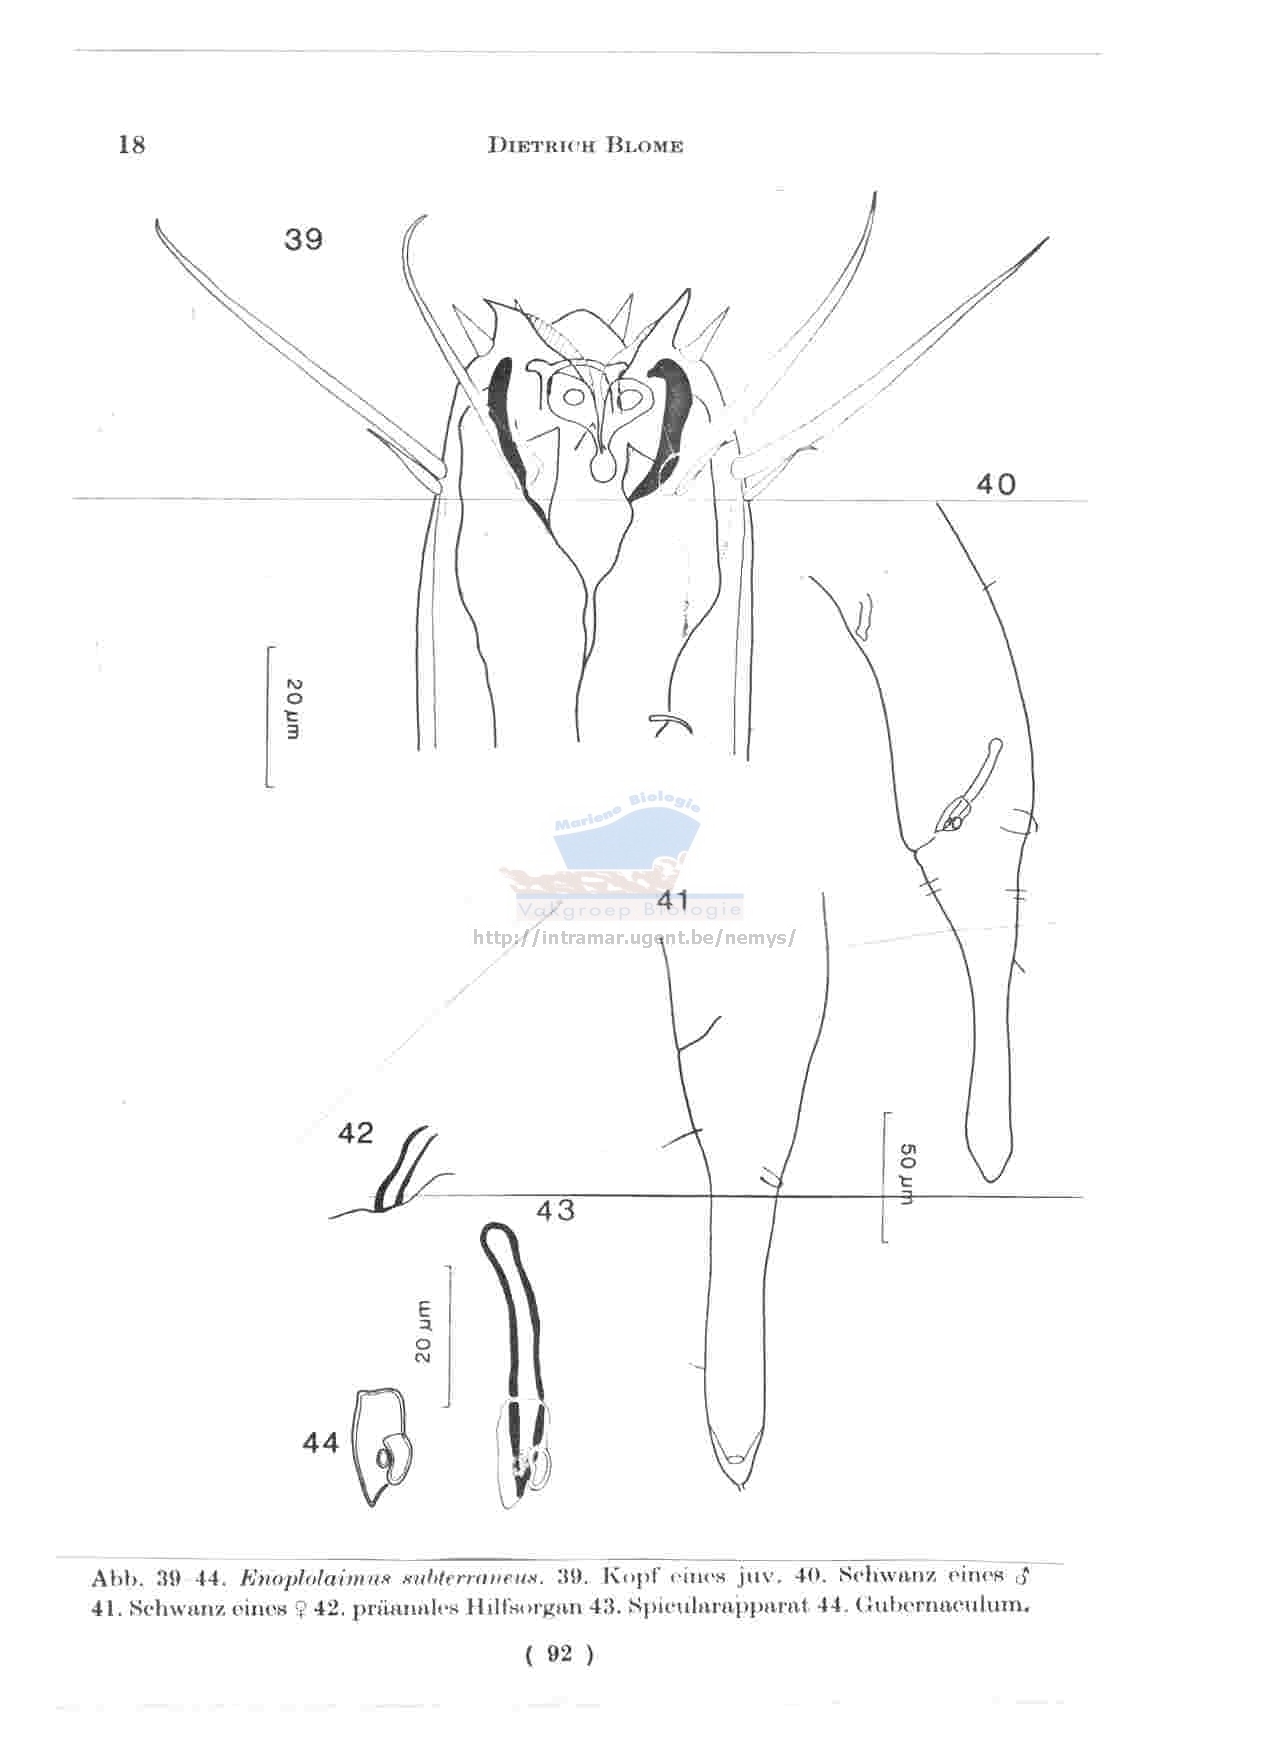 18
DIETRICH BLOME
39
40
20 µm
Mariene Biologie
41
Vakgroep Biologie
http://intramar.ugent.be/nemys/
42
50 µm
43
20 µm
44
Abb. 39-44. Enoplolaimus subterraneus. 39. Kopf eines juv. 40. Schwanz eines ♂
41. Schwanz eines ♀ 42. präanales Hilfsorgan 43. Spicularapparat 44. Gubernaculum.
( 92 )